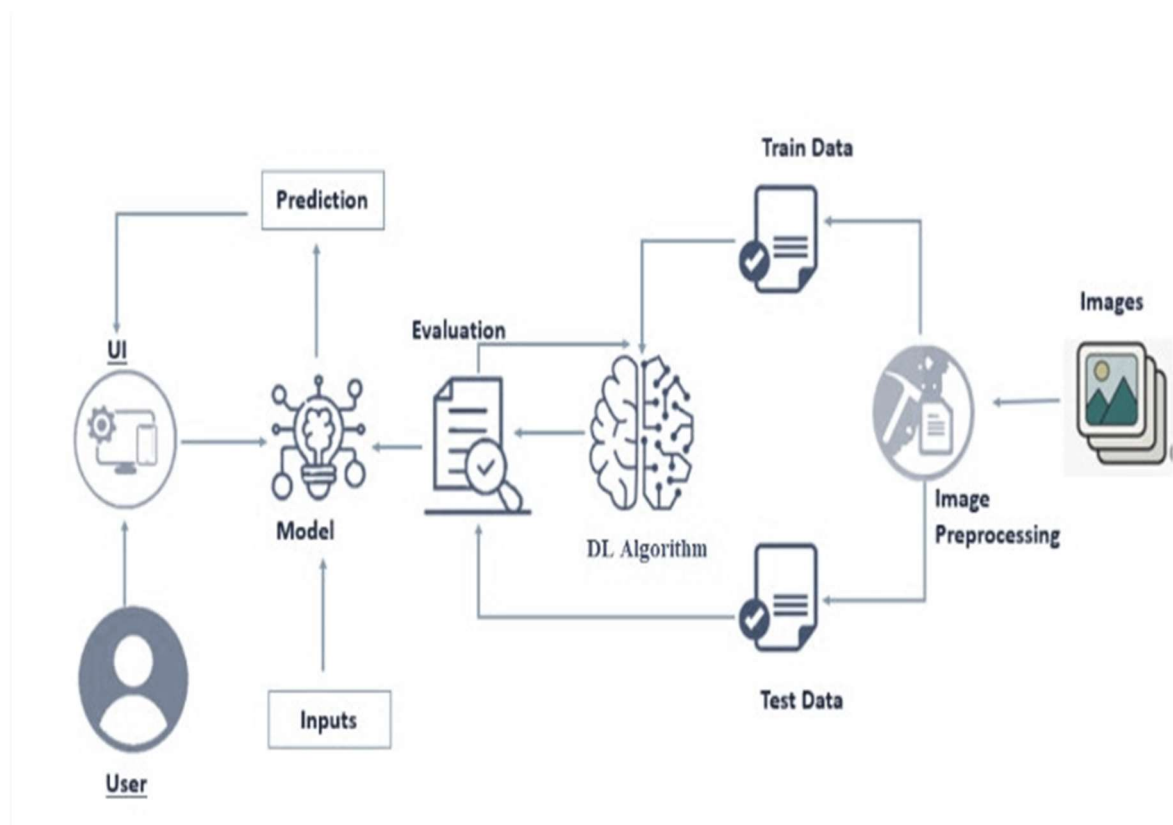 Train Data
Prediction
Images
Evaluation
UI
Image
Preprocessing
Model
DL Algorithm
Test Data
Inputs
User